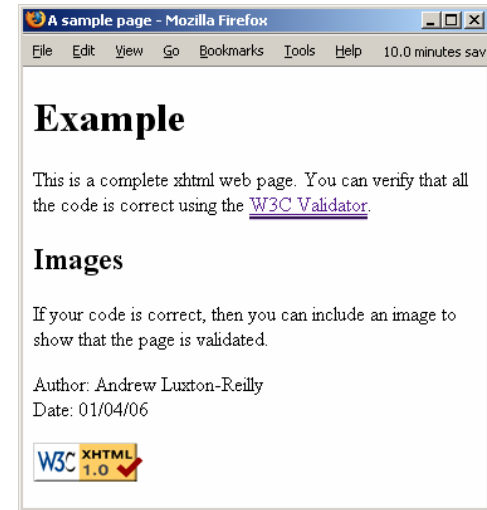 A sample page - Mozilla Firefox
File Edit View Go Bookmarks Tools Help 10.0 minutes sav
Example
This is a complete xhtml web page. You can verify that all
the code is correct using the W3C Validator.
Images
If your code is correct, then you can include an image to
show that the page is validated.
Author: Andrew Luxton-Reilly
Date: 01/04/06
W3C XHTML
1.0